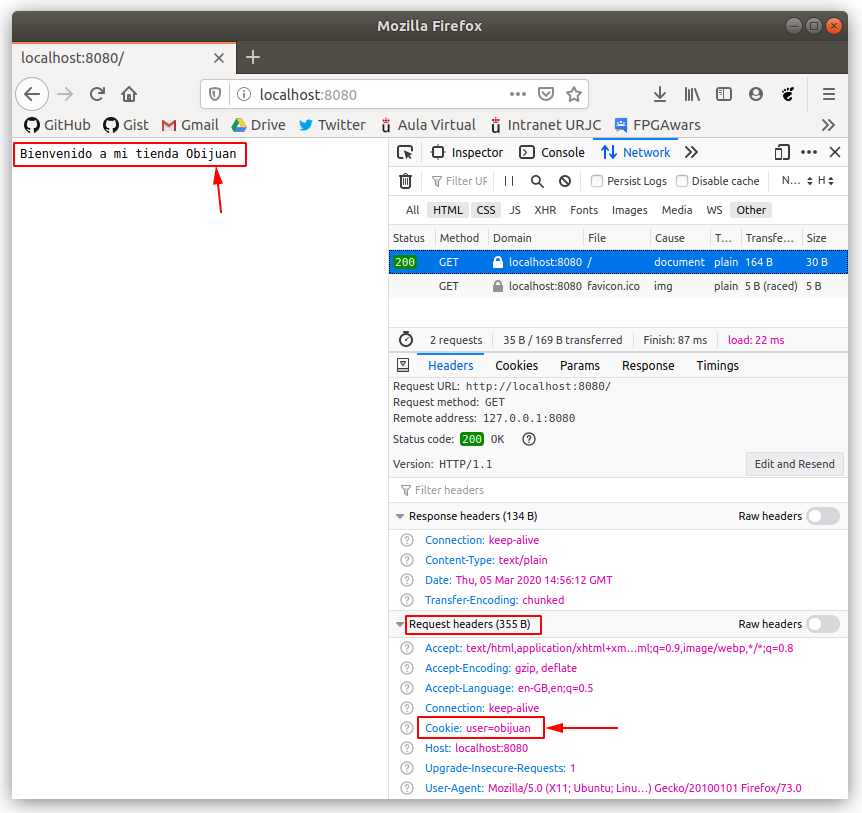 Mozilla Firefox
localhost:8080/
localhost:8080
GitHub Gist Gmail Drive Twitter Aula Virtual Intranet URJC FPGAwars
Bienvenido a mi tienda Obijuan
Inspector Console Network
Filter UR Persist Logs Disable cache N... H
All HTML CSS JS XHR Fonts Images Media WS Other
Status Method Domain File Cause T... Transfe... Size
200 GET localhost:8080 / document plain 164 B 30 B
GET localhost:8080 favicon.ico img plain 5 B (raced) 5 B
2 requests 35 B / 169 B transferred Finish: 87 ms load: 22 ms
Headers Cookies Params Response Timings
Request URL: http://localhost:8080/
Request method: GET
Remote address: 127.0.0.1:8080
Status code: 200 OK
Version: HTTP/1.1 Edit and Resend
Filter headers
Response headers (134 B) Raw headers
Connection: keep-alive
Content-Type: text/plain
Date: Thu, 05 Mar 2020 14:56:12 GMT
Transfer-Encoding: chunked
Request headers (355 B) Raw headers
Accept: text/html,application/xhtml+xm…ml;q=0.9,image/webp,*/*;q=0.8
Accept-Encoding: gzip, deflate
Accept-Language: en-GB,en;q=0.5
Connection: keep-alive
Cookie: user=obijuan
Host: localhost:8080
Upgrade-Insecure-Requests: 1
User-Agent: Mozilla/5.0 (X11; Ubuntu; Linu…) Gecko/20100101 Firefox/73.0